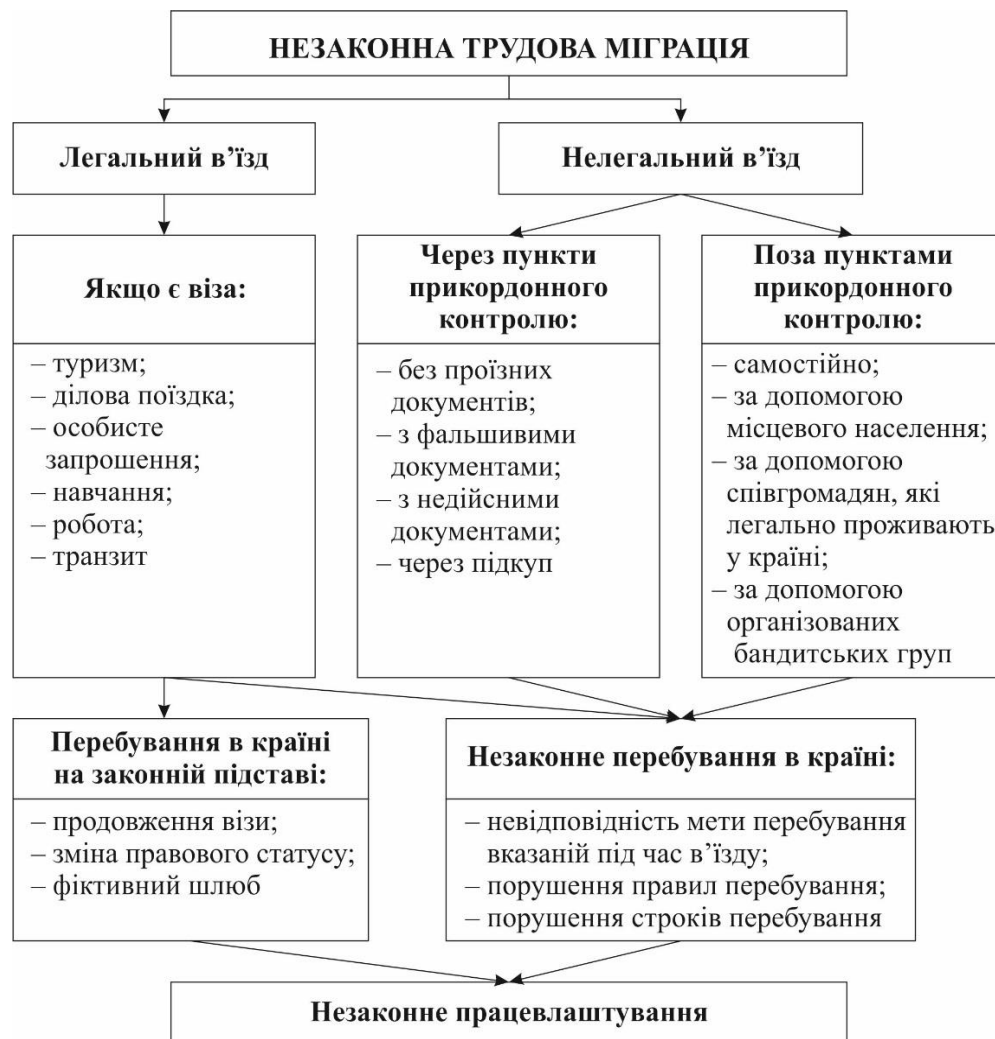 НЕЗАКОННА ТРУДОВА МІГРАЦІЯ
Легальний в’їзд
Нелегальний в’їзд
Якщо є віза:
– туризм;
– ділова поїздка;
– особисте
запрошення;
– навчання;
– робота;
– транзит
Через пункти
прикордонного
контролю:
– без проїзних
документів;
– з фальшивими
документами;
– з недійсними
документами;
– через підкуп
Поза пунктами
прикордонного
контролю:
– самостійно;
– за допомогою
місцевого населення;
– за допомогою
співгромадян, які
легально проживають
у країні;
– за допомогою
організованих
бандитських груп
Перебування в країні
на законній підставі:
– продовження візи;
– зміна правового статусу;
– фіктивний шлюб
Незаконне перебування в країні:
– невідповідність мети перебування
вказаній під час в’їзду;
– порушення правил перебування;
– порушення строків перебування
Незаконне працевлаштування